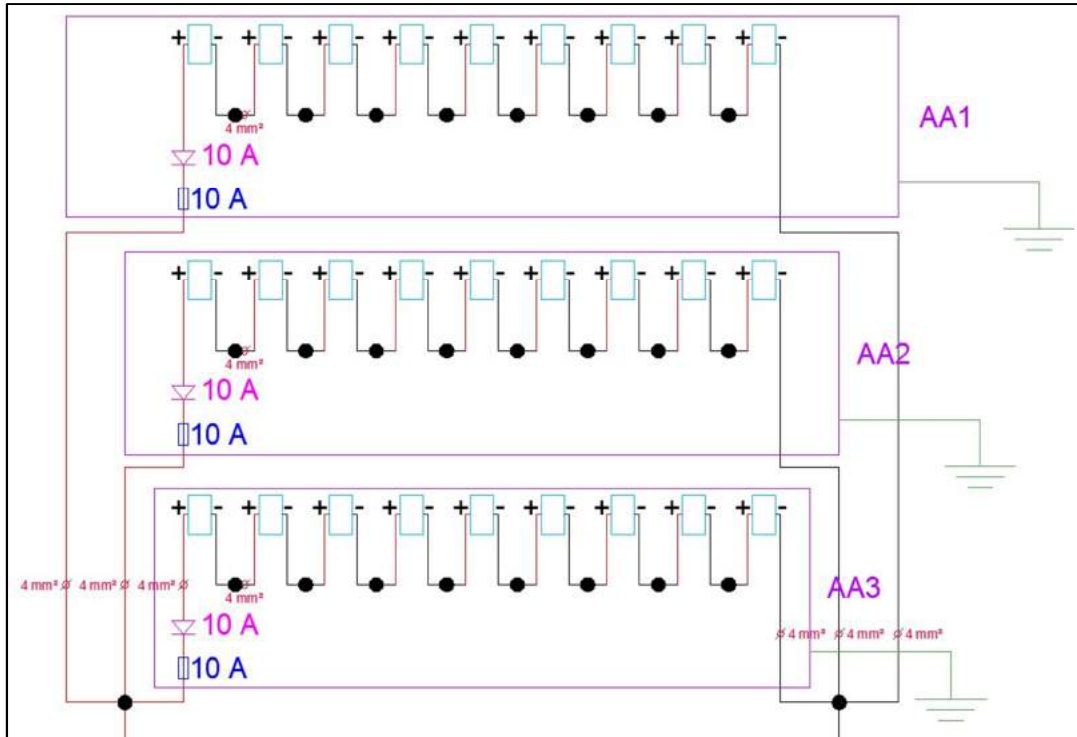 + - + - + - + - + - + - + - + - + -
4 mm²
AA1
10 A
10 A
+ - + - + - + - + - + - + - + - + -
4 mm²
AA2
10 A
10 A
+ - + - + - + - + - + - + - + - + -
4 mm² 4 mm² 4 mm² 4 mm²
AA3
10 A
4 mm² 4 mm² 4 mm²
10 A